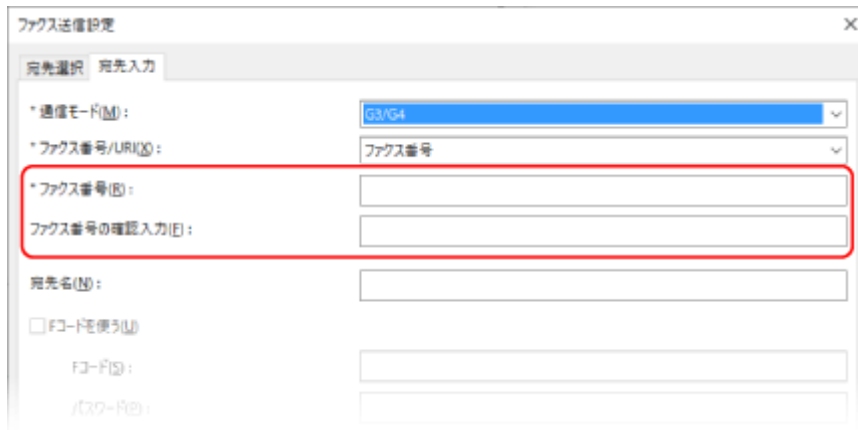 ファクス送信設定
宛先選択 宛先入力
* 通信モード(M) : G3/G4
* ファクス番号/URI(X) : ファクス番号
* ファクス番号(R) :
ファクス番号の確認入力(F) :
宛先名(N) :
Fコードを使う(U)
Fコード(S) :
パスワード(P) :